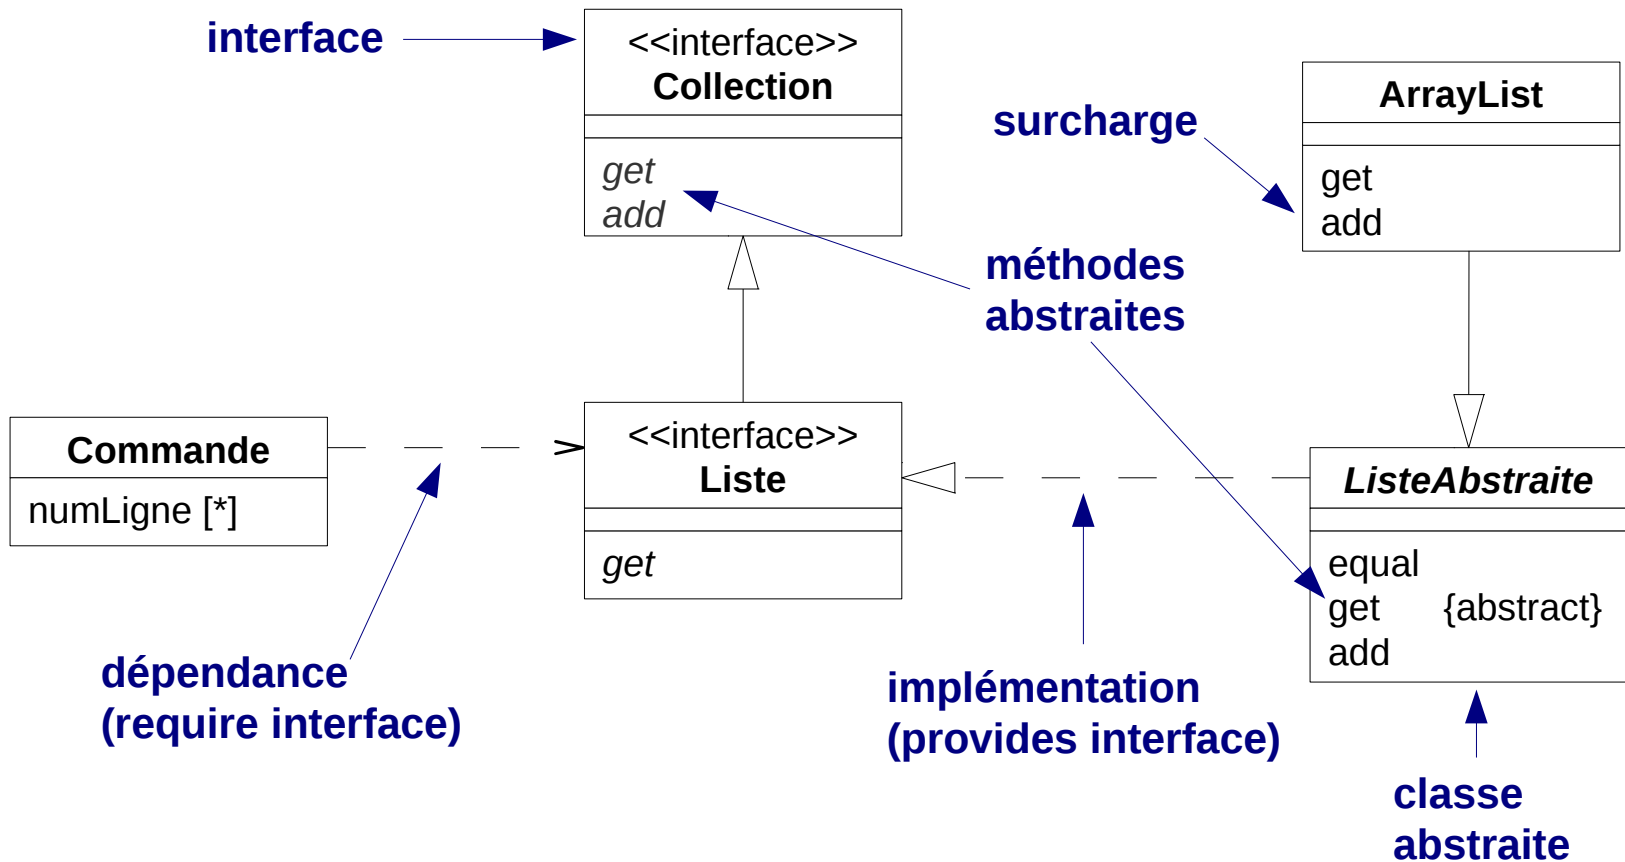 interface
<<interface>>
Collection
get
add
surcharge
ArrayList
get
add
méthodes
abstraites
Commande
numLigne [*]
<<interface>>
Liste
get
ListeAbstraite
equal
get {abstract}
add
dépendance
(require interface)
implémentation
(provides interface)
classe
abstraite